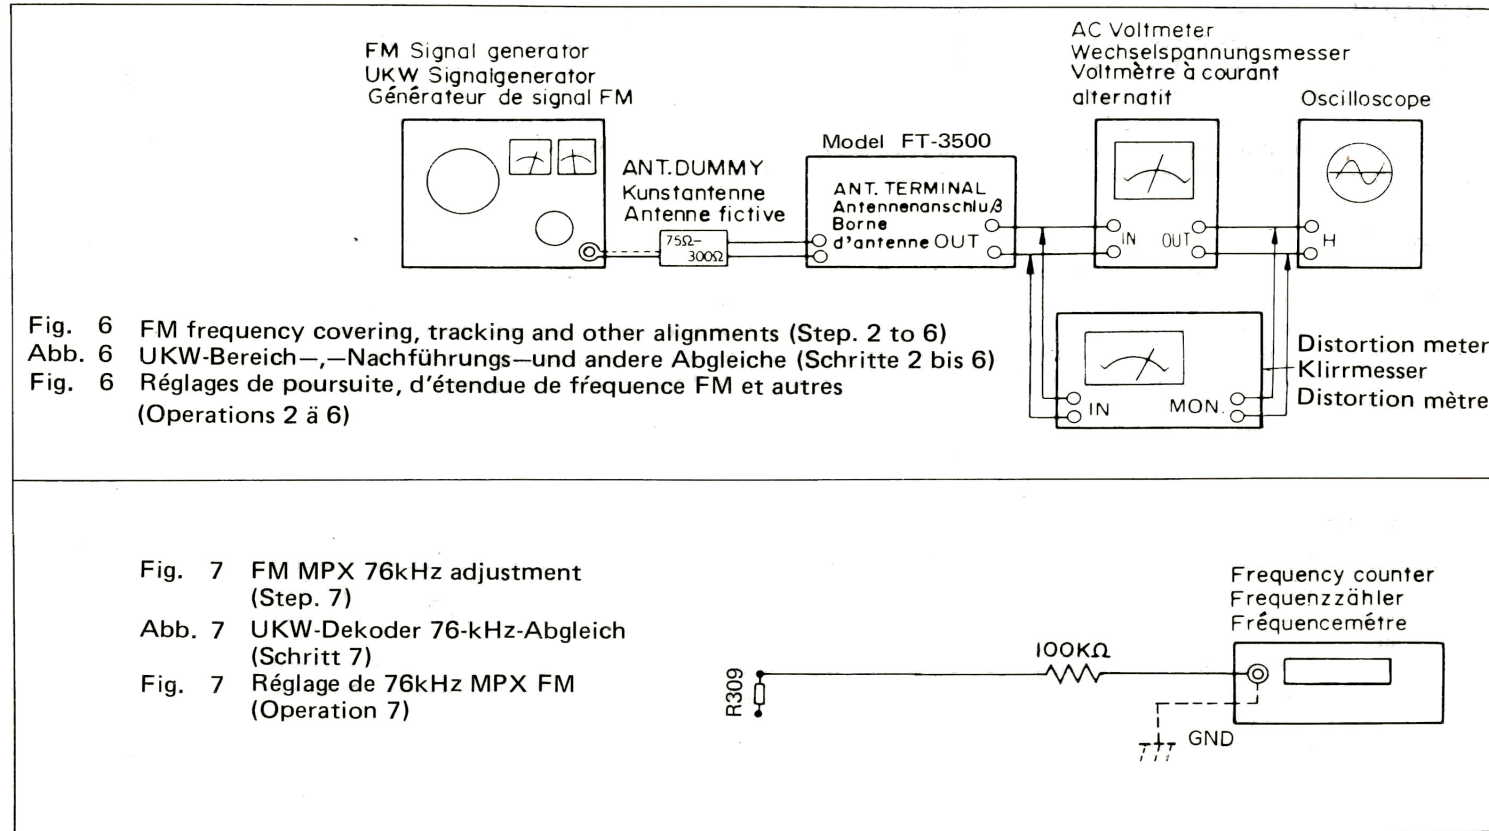 FM Signal generator
UKW Signalgenerator
Générateur de signal FM
ANT.DUMMY
Kunstantenne
Antenne fictive
75Ω–
300Ω
Model FT-3500
ANT. TERMINAL
Antennenanschluß
Borne
d'antenne OUT
AC Voltmeter
Wechselspannungsmesser
Voltmètre à courant
alternatif
IN OUT
Oscilloscope
H
IN MON.
Distortion meter
Klirrmesser
Distortion mètre
Fig. 6 FM frequency covering, tracking and other alignments (Step. 2 to 6)
Abb. 6 UKW-Bereich–,–Nachführungs–und andere Abgleiche (Schritte 2 bis 6)
Fig. 6 Réglages de poursuite, d'étendue de fréquence FM et autres
(Operations 2 ä 6)
Fig. 7 FM MPX 76kHz adjustment
(Step. 7)
Abb. 7 UKW-Dekoder 76-kHz-Abgleich
(Schritt 7)
Fig. 7 Réglage de 76kHz MPX FM
(Operation 7)
R309
100KΩ
Frequency counter
Frequenzzähler
Fréquencemétre
GND